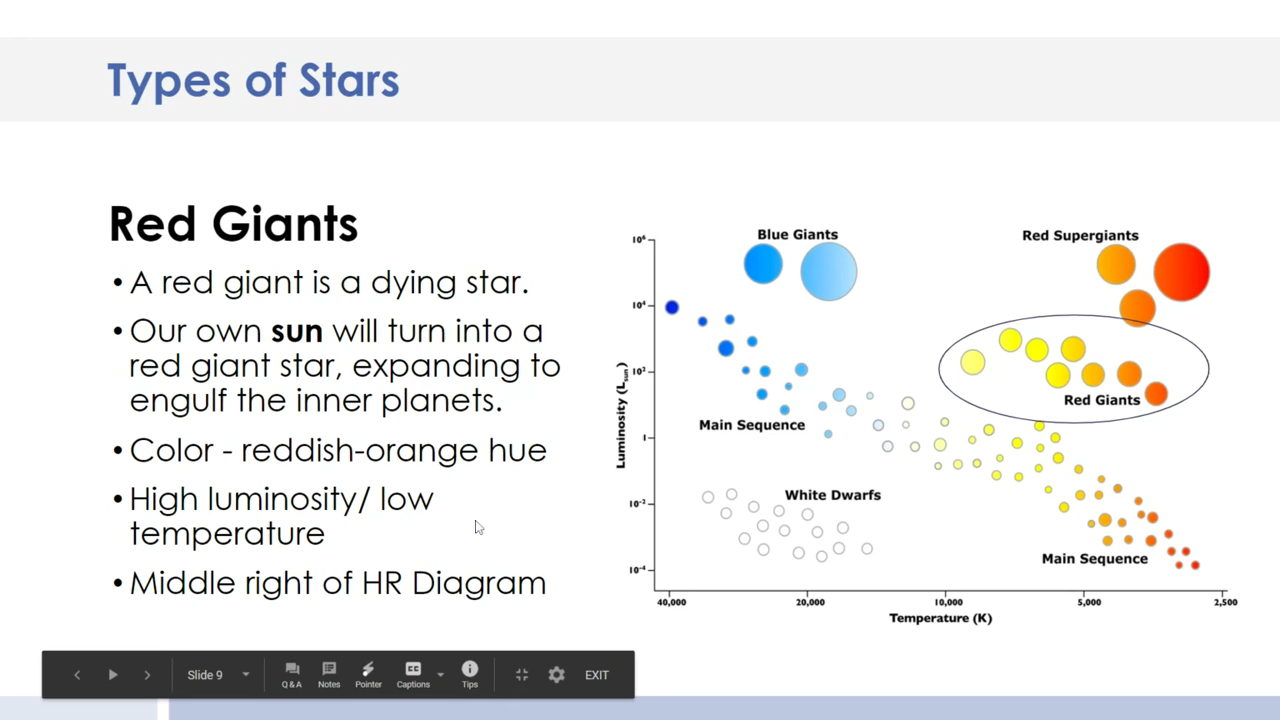 Types of Stars
Red Giants
• A red giant is a dying star.
• Our own sun will turn into a
red giant star, expanding to
engulf the inner planets.
• Color - reddish-orange hue
• High luminosity/ low
temperature
• Middle right of HR Diagram
Blue Giants
Red Supergiants
Red Giants
Main Sequence
White Dwarfs
Main Sequence
Luminosity (Lsun)
10⁶
10⁴
10²
1
10⁻²
10⁻⁴
40,000 20,000 10,000 5,000 2,500
Temperature (K)
Slide 9
Q & A Notes Pointer Captions Tips EXIT
CC